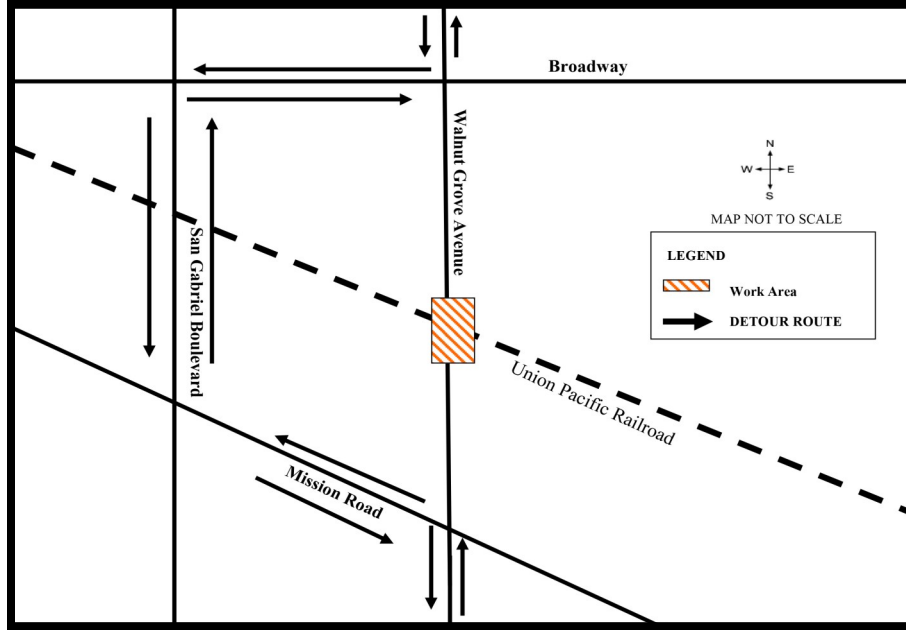 Broadway
Walnut Grove Avenue
N
W E
S
MAP NOT TO SCALE
San Gabriel Boulevard
LEGEND
Work Area
DETOUR ROUTE
Union Pacific Railroad
Mission Road